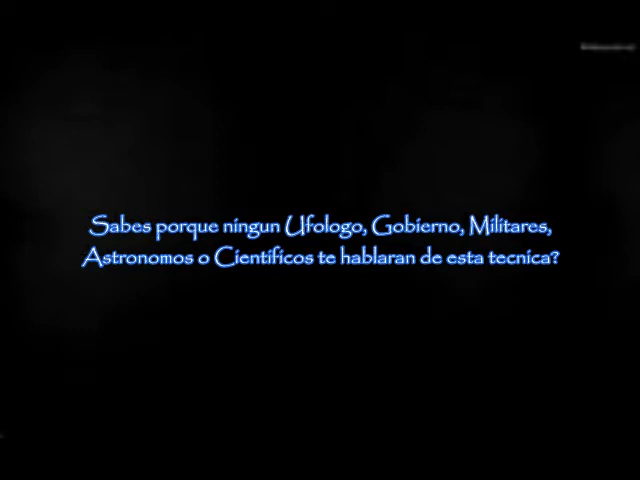 Sabes porque ningun Ufologo, Gobierno, Militares,
Astronomos o Cientificos te hablaran de esta tecnica?